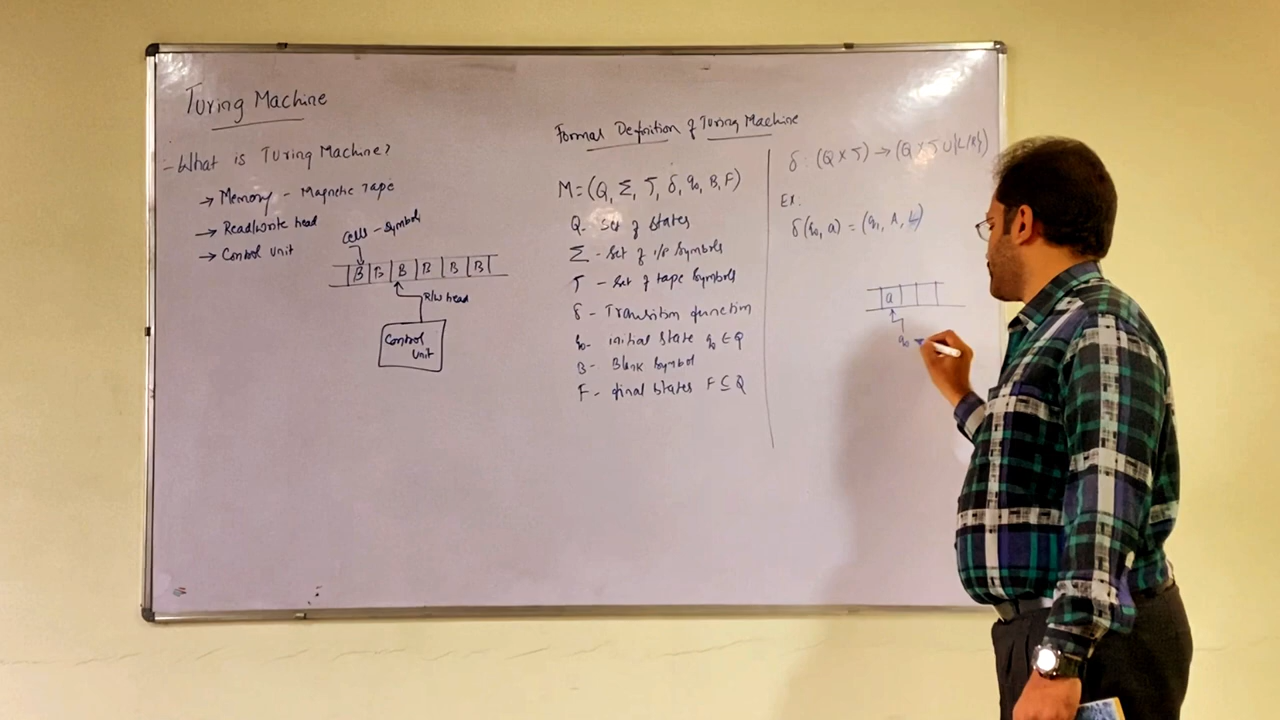 Turing Machine
- What is Turing Machine?
→ Memory - Magnetic Tape
→ Read/write head
→ Control Unit
Cells - Symbols
B B B B B B
R/W head
Control
Unit
Formal Definition of Turing Machine
M = (Q, Σ, Γ, δ, q₀, B, F)
Q - Set of States
Σ - Set of i/p symbols
Γ - Set of tape symbols
δ - Transition function
q₀ - initial state q₀ ∈ Q
B - Blank symbol
F - final states F ⊆ Q
δ : (Q × Γ) → (Q × Γ ∪ {L/R})
Ex:
δ(q₀, a) = (q₁, A,
a
q₀